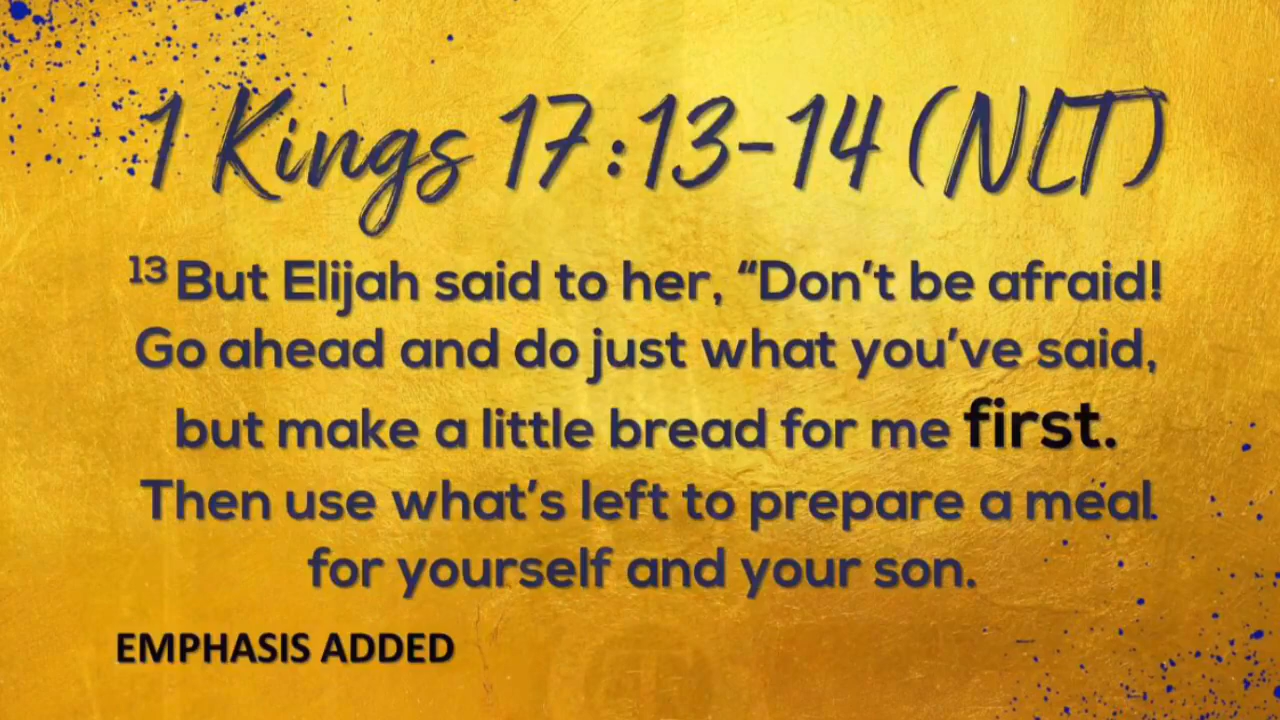 1 Kings 17:13-14 (NLT)
13 But Elijah said to her, “Don’t be afraid!
Go ahead and do just what you’ve said,
but make a little bread for me first.
Then use what’s left to prepare a meal
for yourself and your son.
EMPHASIS ADDED